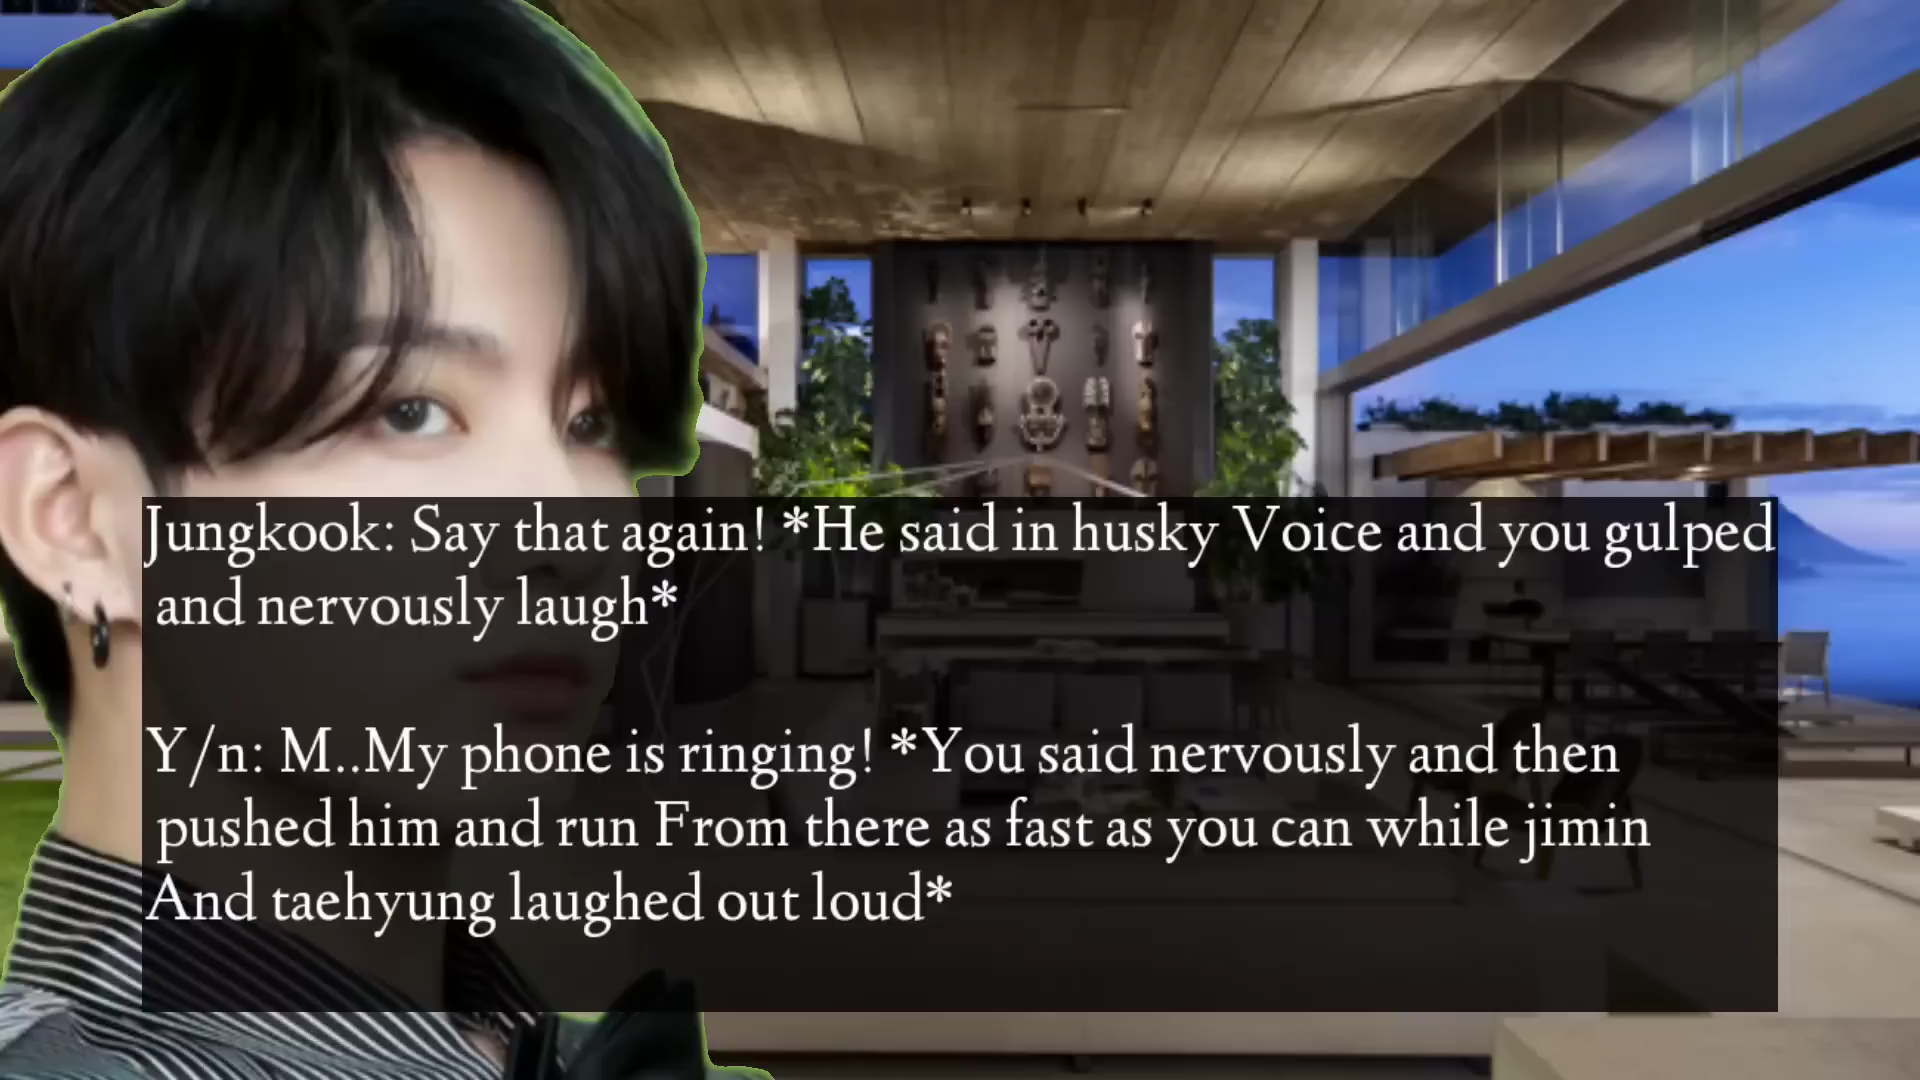 Jungkook: Say that again! *He said in husky Voice and you gulped
and nervously laugh*
Y/n: M..My phone is ringing! *You said nervously and then
pushed him and run From there as fast as you can while jimin
And taehyung laughed out loud*